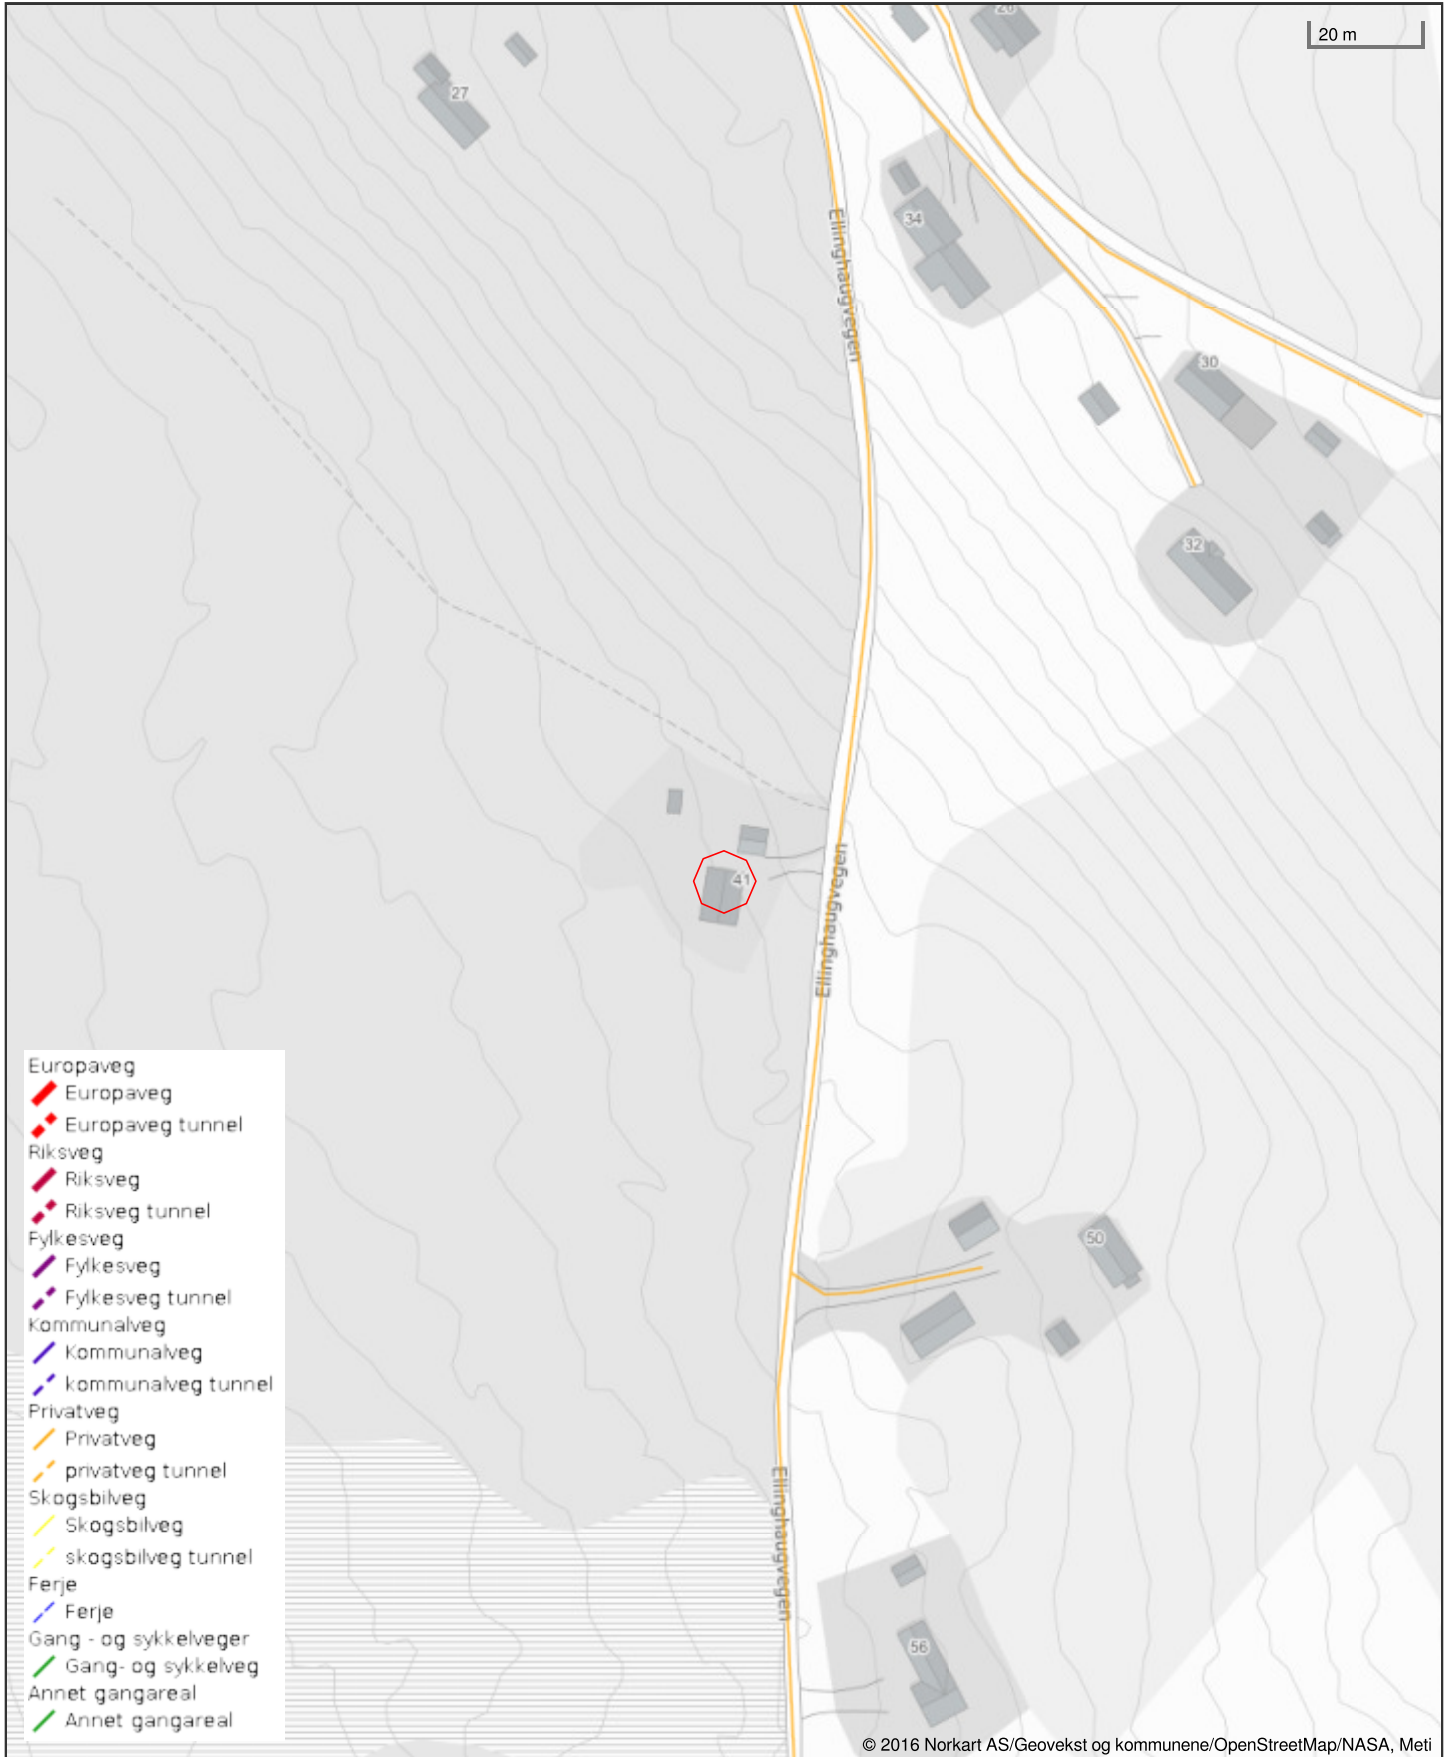 26
20 m
27
Ellinghaugvegen
34
30
32
41
Ellinghaugvegen
50
Ellinghaugvegen
56
Europaveg
Europaveg
Europaveg tunnel
Riksveg
Riksveg
Riksveg tunnel
Fylkesveg
Fylkesveg
Fylkesveg tunnel
Kommunalveg
Kommunalveg
kommunalveg tunnel
Privatveg
Privatveg
privatveg tunnel
Skogsbilveg
Skogsbilveg
skogsbilveg tunnel
Ferje
Ferje
Gang - og sykkelveger
Gang- og sykkelveg
Annet gangareal
Annet gangareal
© 2016 Norkart AS/Geovekst og kommunene/OpenStreetMap/NASA, Meti